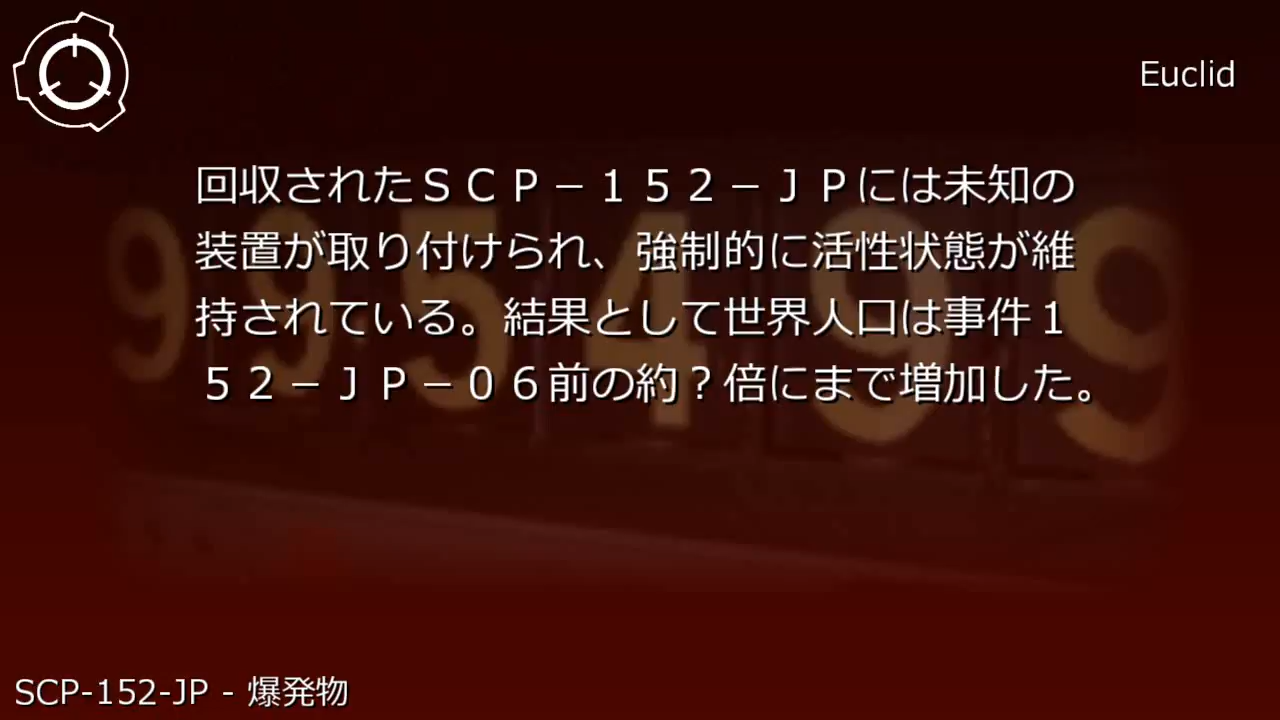 Euclid
回収されたＳＣＰ－１５２－ＪＰには未知の
装置が取り付けられ、強制的に活性状態が維
持されている。結果として世界人口は事件１
５２－ＪＰ－０６前の約？倍にまで増加した。
995499
SCP-152-JP - 爆発物